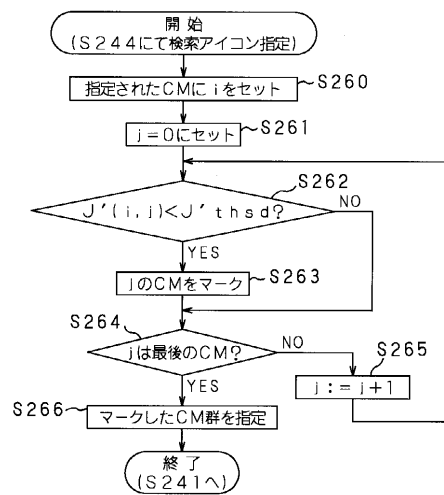 開始
(S244にて検索アイコン指定)
指定されたCMにiをセット
S260
j=0にセット
S261
S262
J′(i,j)<J′thsd?
NO
YES
jのCMをマーク
S263
S264
jは最後のCM?
NO
S265
j:=j+1
YES
S266
マークしたCM群を指定
終了
(S241へ)